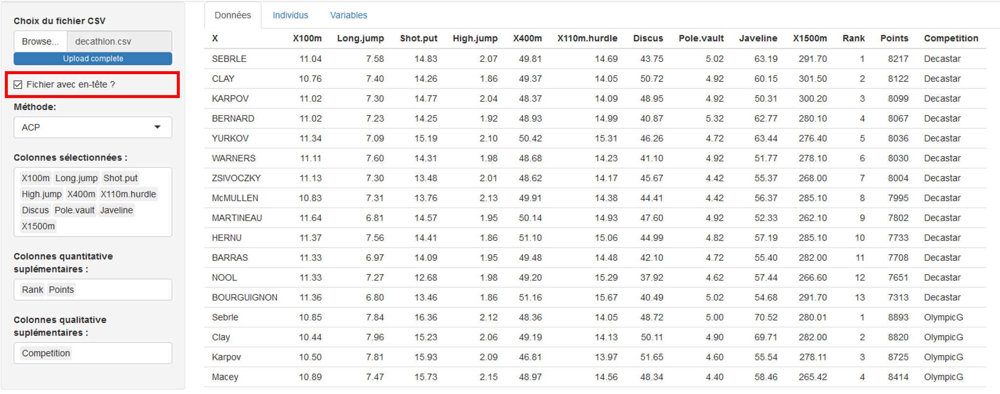 Choix du fichier CSV
Browse... decathlon.csv
Upload complete
Fichier avec en-tête ?
Méthode:
ACP
Colonnes sélectionnées :
X100m Long.jump Shot.put
High.jump X400m X110m.hurdle
Discus Pole.vault Javeline
X1500m
Colonnes quantitative
suplémentaires :
Rank Points
Colonnes qualitative
suplémentaires :
Competition
Données Individus Variables
X X100m Long.jump Shot.put High.jump X400m X110m.hurdle Discus Pole.vault Javeline X1500m Rank Points Competition
SEBRLE 11.04 7.58 14.83 2.07 49.81 14.69 43.75 5.02 63.19 291.70 1 8217 Decastar
CLAY 10.76 7.40 14.26 1.86 49.37 14.05 50.72 4.92 60.15 301.50 2 8122 Decastar
KARPOV 11.02 7.30 14.77 2.04 48.37 14.09 48.95 4.92 50.31 300.20 3 8099 Decastar
BERNARD 11.02 7.23 14.25 1.92 48.93 14.99 40.87 5.32 62.77 280.10 4 8067 Decastar
YURKOV 11.34 7.09 15.19 2.10 50.42 15.31 46.26 4.72 63.44 276.40 5 8036 Decastar
WARNERS 11.11 7.60 14.31 1.98 48.68 14.23 41.10 4.92 51.77 278.10 6 8030 Decastar
ZSIVOCZKY 11.13 7.30 13.48 2.01 48.62 14.17 45.67 4.42 55.37 268.00 7 8004 Decastar
McMULLEN 10.83 7.31 13.76 2.13 49.91 14.38 44.41 4.42 56.37 285.10 8 7995 Decastar
MARTINEAU 11.64 6.81 14.57 1.95 50.14 14.93 47.60 4.92 52.33 262.10 9 7802 Decastar
HERNU 11.37 7.56 14.41 1.86 51.10 15.06 44.99 4.82 57.19 285.10 10 7733 Decastar
BARRAS 11.33 6.97 14.09 1.95 49.48 14.48 42.10 4.72 55.40 282.00 11 7708 Decastar
NOOL 11.33 7.27 12.68 1.98 49.20 15.29 37.92 4.62 57.44 266.60 12 7651 Decastar
BOURGUIGNON 11.36 6.80 13.46 1.86 51.16 15.67 40.49 5.02 54.68 291.70 13 7313 Decastar
Sebrle 10.85 7.84 16.36 2.12 48.36 14.05 48.72 5.00 70.52 280.01 1 8893 OlympicG
Clay 10.44 7.96 15.23 2.06 49.19 14.13 50.11 4.90 69.71 282.00 2 8820 OlympicG
Karpov 10.50 7.81 15.93 2.09 46.81 13.97 51.65 4.60 55.54 278.11 3 8725 OlympicG
Macey 10.89 7.47 15.73 2.15 48.97 14.56 48.34 4.40 58.46 265.42 4 8414 OlympicG